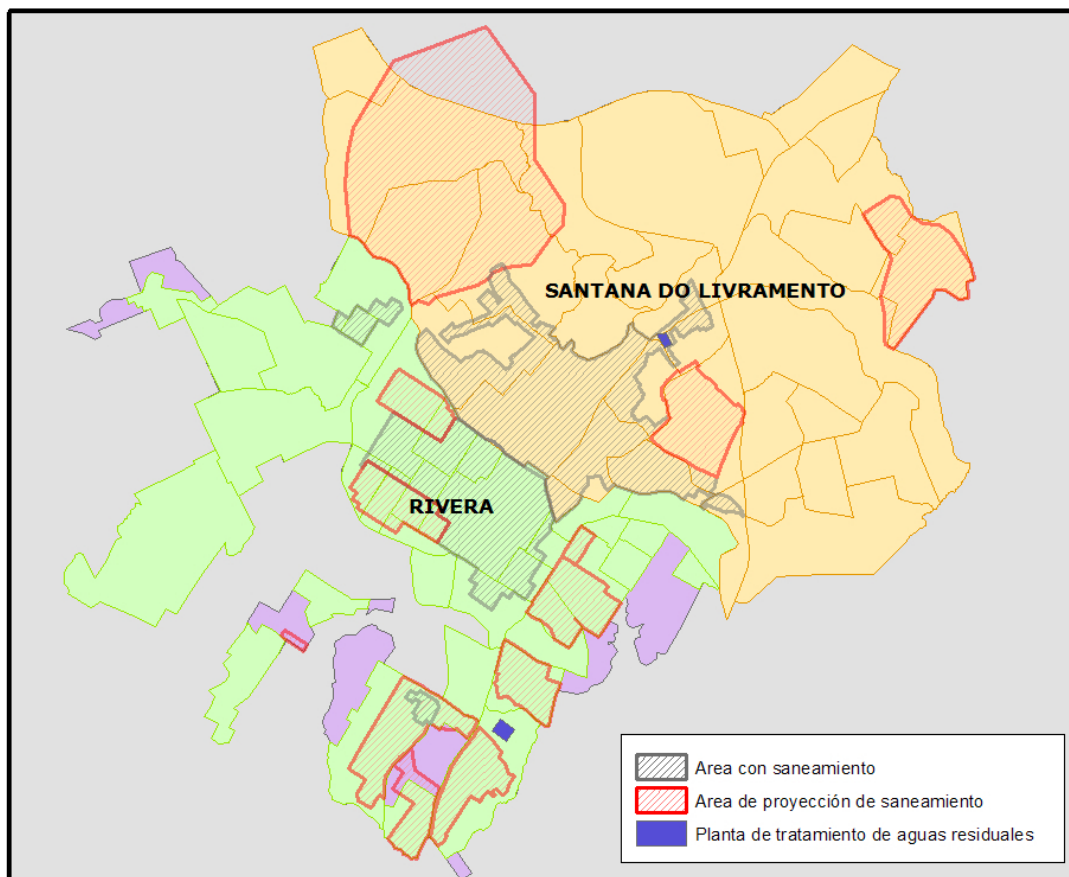 SANTANA DO LIVRAMENTO
RIVERA
Area con saneamiento
Area de proyección de saneamiento
Planta de tratamiento de aguas residuales